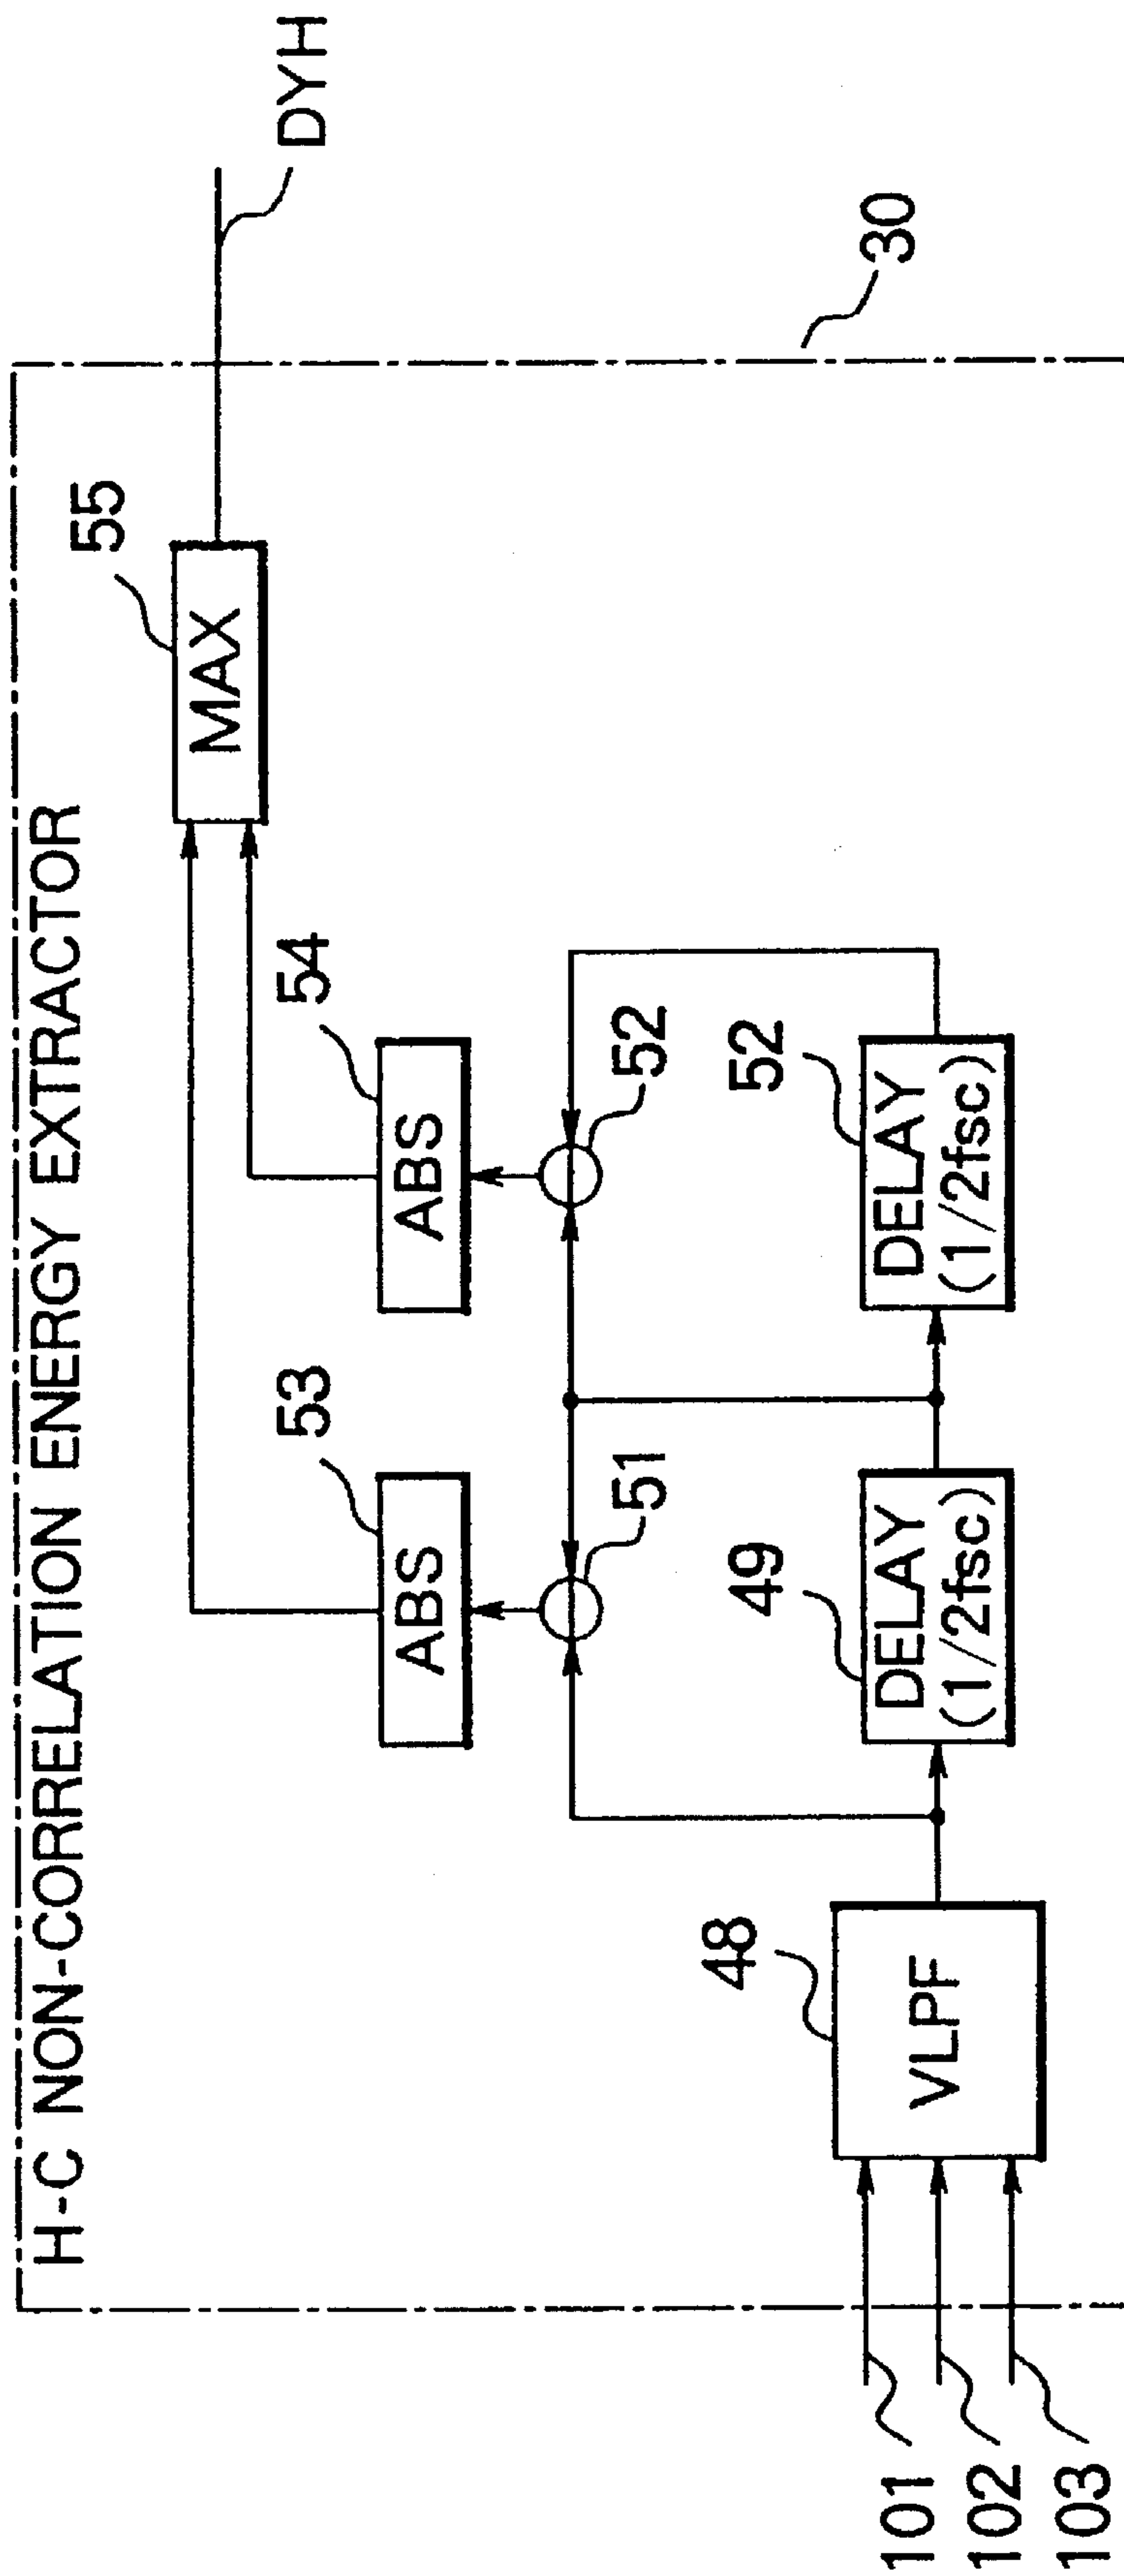 H-C NON-CORRELATION ENERGY EXTRACTOR
55
MAX
DYH
30
53
ABS
54
ABS
51
52
48
VLPF
49
DELAY
(1/2fsc)
52
DELAY
(1/2fsc)
101
102
103